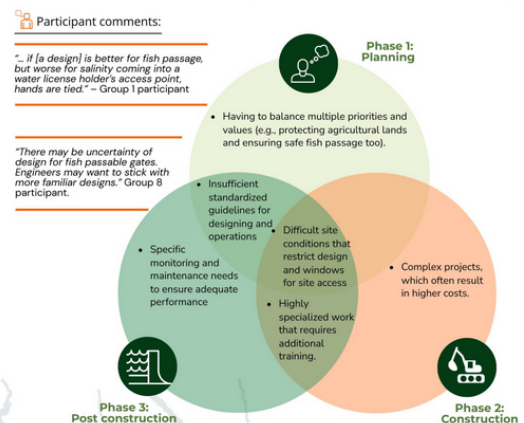 Participant comments:
“... if [a design] is better for fish passage,
but worse for salinity coming into a
water license holder’s access point,
hands are tied.” – Group 1 participant
“There may be uncertainty of
design for fish passable gates.
Engineers may want to stick with
more familiar designs.” Group 8
participant.
Phase 1:
Planning
• Having to balance multiple priorities and
values (e.g., protecting agricultural lands
and ensuring safe fish passage too).
• Insufficient
standardized
guidelines for
designing and
operations
• Difficult site
conditions that
restrict design
and windows
for site access
• Highly
specialized work
that requires
additional
training.
• Specific
monitoring and
maintenance needs
to ensure adequate
performance
• Complex projects,
which often result
in higher costs.
Phase 3:
Post construction
Phase 2:
Construction